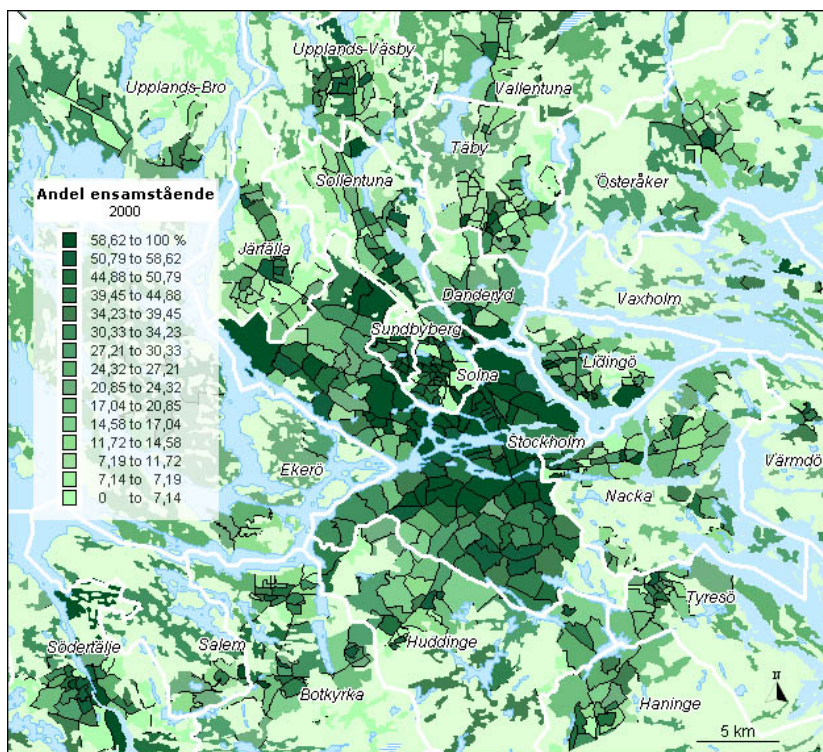 Upplands-Väsby
Vallentuna
Upplands-Bro
Täby
Sollentuna
Österåker
Andel ensamstående
2000
58,62 to 100 %
50,79 to 58,62
44,88 to 50,79
39,45 to 44,88
34,23 to 39,45
30,33 to 34,23
27,21 to 30,33
24,32 to 27,21
20,85 to 24,32
17,04 to 20,85
14,58 to 17,04
11,72 to 14,58
7,19 to 11,72
7,14 to 7,19
0 to 7,14
Järfälla
Danderyd
Vaxholm
Sundbyberg
Lidingö
Solna
Stockholm
Ekerö
Värmdö
Nacka
Tyresö
Huddinge
Södertälje
Salem
Botkyrka
Haninge
N
5 km